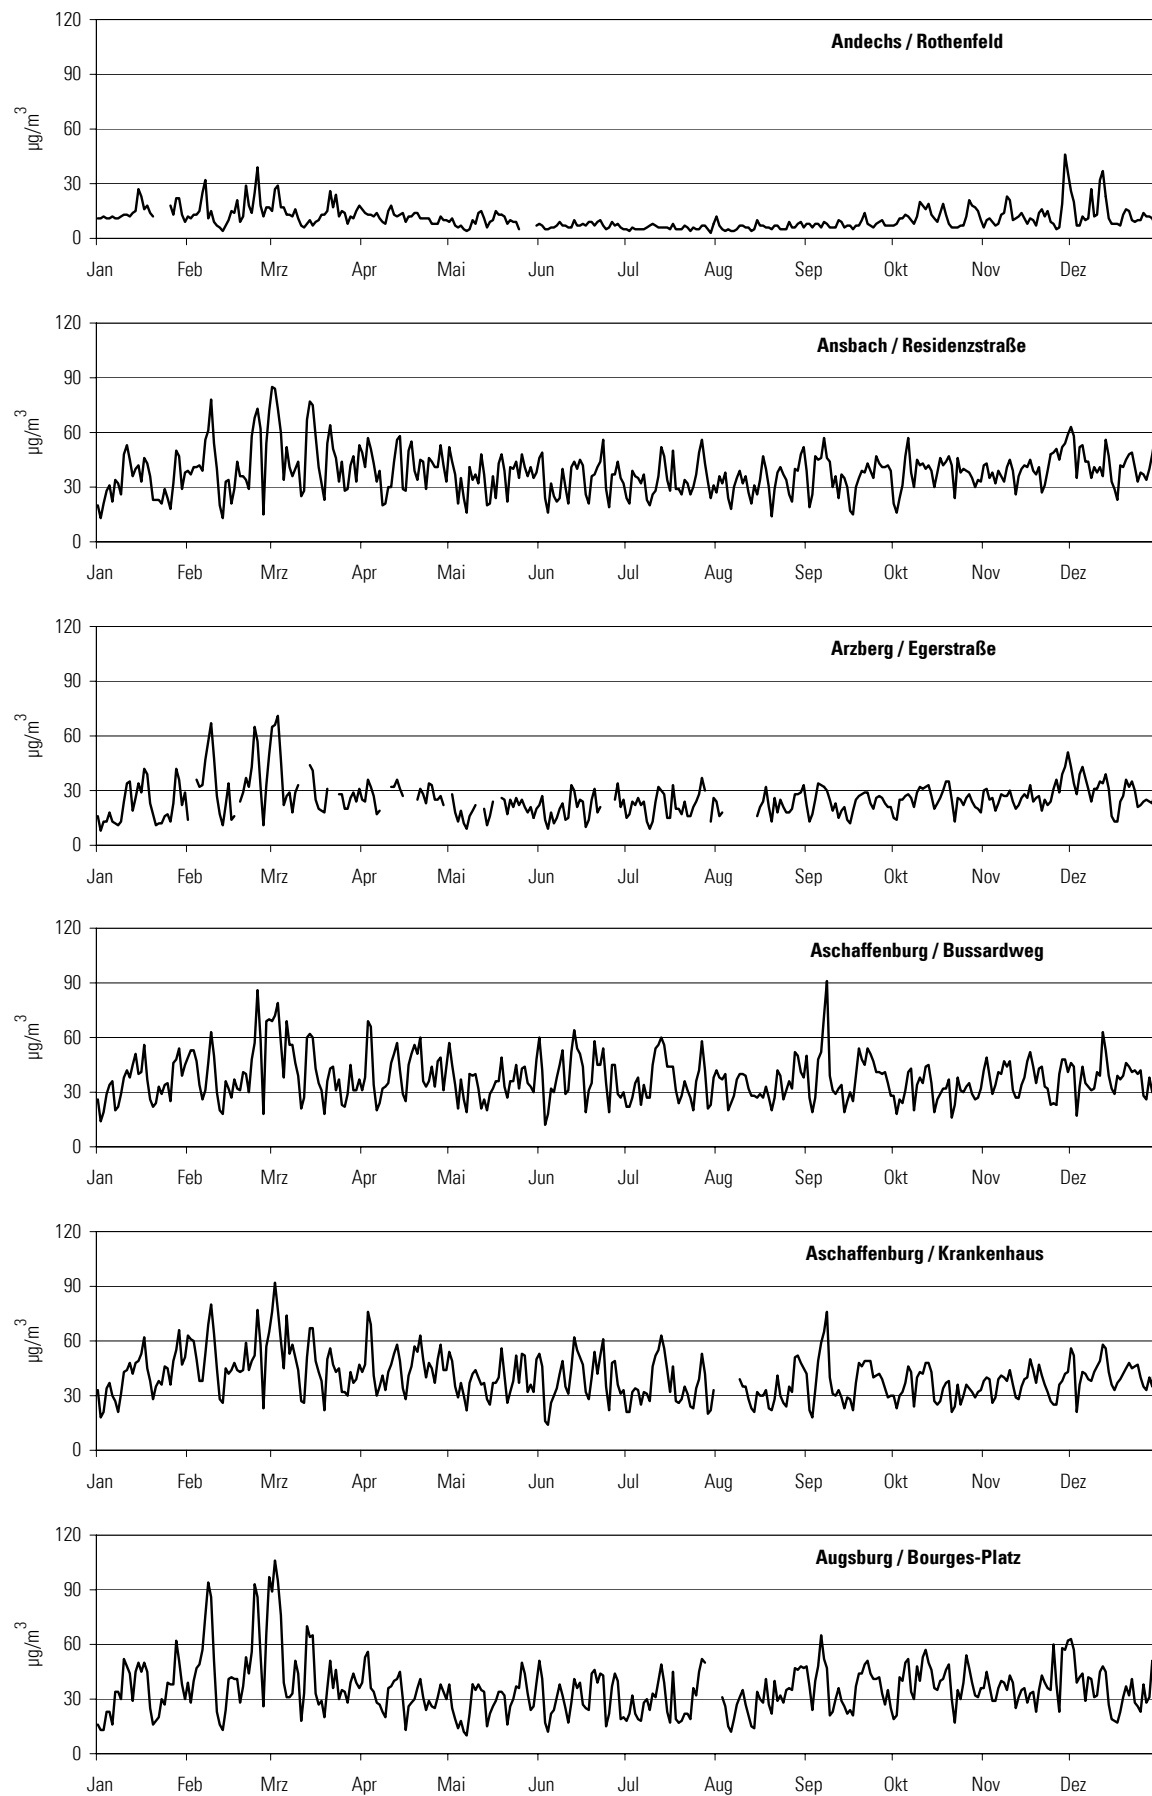 120
Andechs / Rothenfeld
90
µg/m³
60
30
0
Jan Feb Mrz Apr Mai Jun Jul Aug Sep Okt Nov Dez
120
Ansbach / Residenzstraße
90
µg/m³
60
30
0
Jan Feb Mrz Apr Mai Jun Jul Aug Sep Okt Nov Dez
120
Arzberg / Egerstraße
90
µg/m³
60
30
0
Jan Feb Mrz Apr Mai Jun Jul Aug Sep Okt Nov Dez
120
Aschaffenburg / Bussardweg
90
µg/m³
60
30
0
Jan Feb Mrz Apr Mai Jun Jul Aug Sep Okt Nov Dez
120
Aschaffenburg / Krankenhaus
90
µg/m³
60
30
0
Jan Feb Mrz Apr Mai Jun Jul Aug Sep Okt Nov Dez
120
Augsburg / Bourges-Platz
90
µg/m³
60
30
0
Jan Feb Mrz Apr Mai Jun Jul Aug Sep Okt Nov Dez